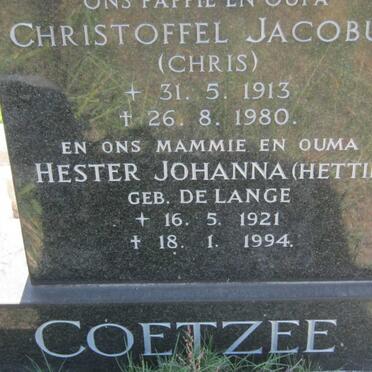 ONS PAPPIE EN OUPA
CHRISTOFFEL JACOBU
(CHRIS)
+ 31. 5. 1913
† 26. 8. 1980.
EN ONS MAMMIE EN OUMA
HESTER JOHANNA (HETTI
GEB. DE LANGE
+ 16. 5. 1921
† 18. 1. 1994.
COETZEE